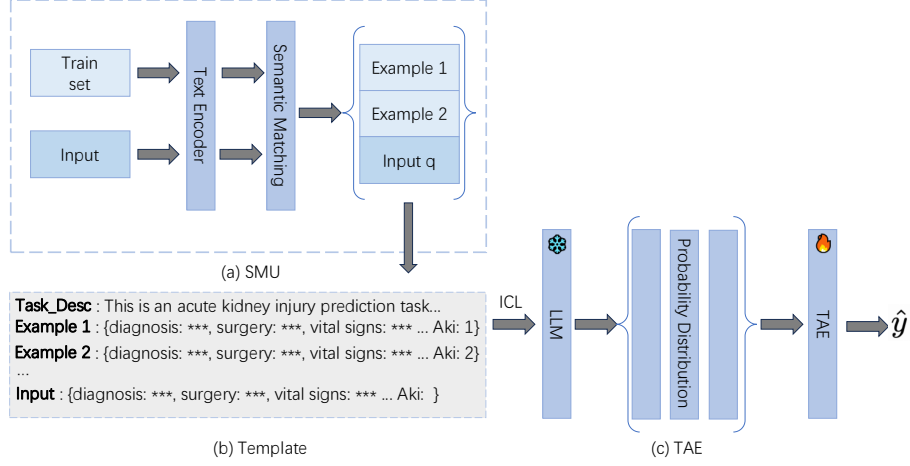 Train
set
Input
Text Encoder
Semantic Matching
Example 1
Example 2
Input q
(a) SMU
Task_Desc : This is an acute kidney injury prediction task...
Example 1 : {diagnosis: ***, surgery: ***, vital signs: *** ... Aki: 1}
Example 2 : {diagnosis: ***, surgery: ***, vital signs: *** ... Aki: 2}
...
Input : {diagnosis: ***, surgery: ***, vital signs: *** ... Aki: }
(b) Template
ICL
LLM
Probability Distribution
TAE
ŷ
(c) TAE